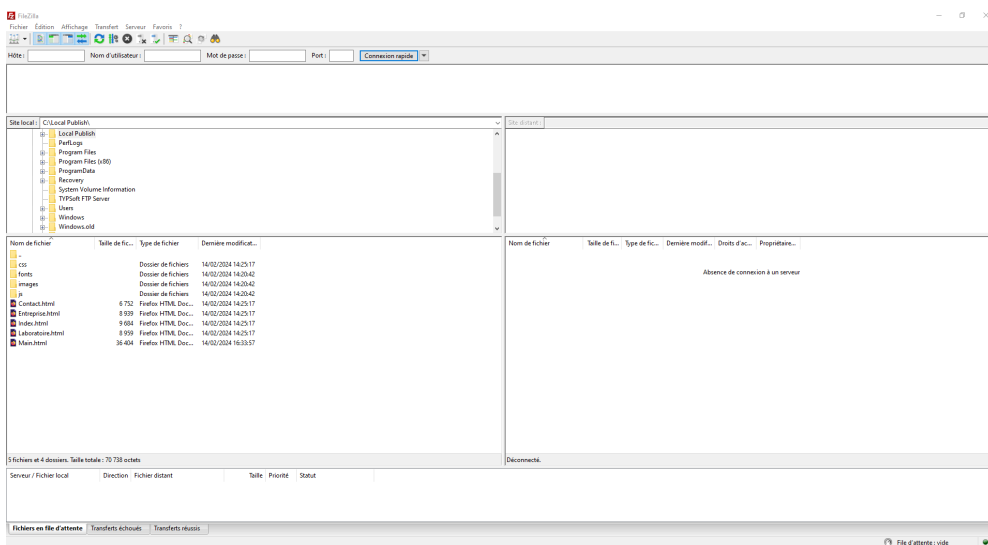 FileZilla
Fichier Édition Affichage Transfert Serveur Favoris ?
Hôte : Nom d'utilisateur : Mot de passe : Port : Connexion rapide
Site local : C:\Local Publish\ Site distant :
Local Publish
PerfLogs
Program Files
Program Files (x86)
ProgramData
Recovery
System Volume Information
TYPSoft FTP Server
Users
Windows
Windows.old
Nom de fichier Taille de fic... Type de fichier Dernière modificat... Nom de fichier Taille de fi... Type de fic... Dernière modif... Droits d'ac... Propriétaire...
..
css Dossier de fichiers 14/02/2024 14:25:17
fonts Dossier de fichiers 14/02/2024 14:20:42 Absence de connexion à un serveur
images Dossier de fichiers 14/02/2024 14:20:42
js Dossier de fichiers 14/02/2024 14:20:42
Contact.html 6 752 Firefox HTML Doc... 14/02/2024 14:25:17
Entreprise.html 8 939 Firefox HTML Doc... 14/02/2024 14:25:17
Index.html 9 684 Firefox HTML Doc... 14/02/2024 14:25:17
Laboratoire.html 8 959 Firefox HTML Doc... 14/02/2024 14:25:17
Main.html 36 404 Firefox HTML Doc... 14/02/2024 16:33:57
5 fichiers et 4 dossiers. Taille totale : 70 738 octets Déconnecté.
Serveur / Fichier local Direction Fichier distant Taille Priorité Statut
Fichiers en file d'attente Transferts échoués Transferts réussis
File d'attente : vide